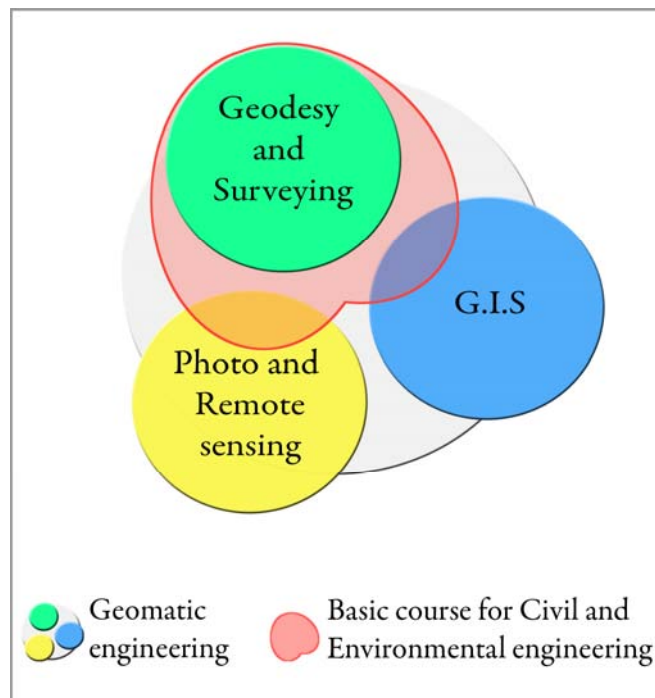 Geodesy
and
Surveying
G.I.S
Photo and
Remote
sensing
Geomatic
engineering
Basic course for Civil and
Environmental engineering